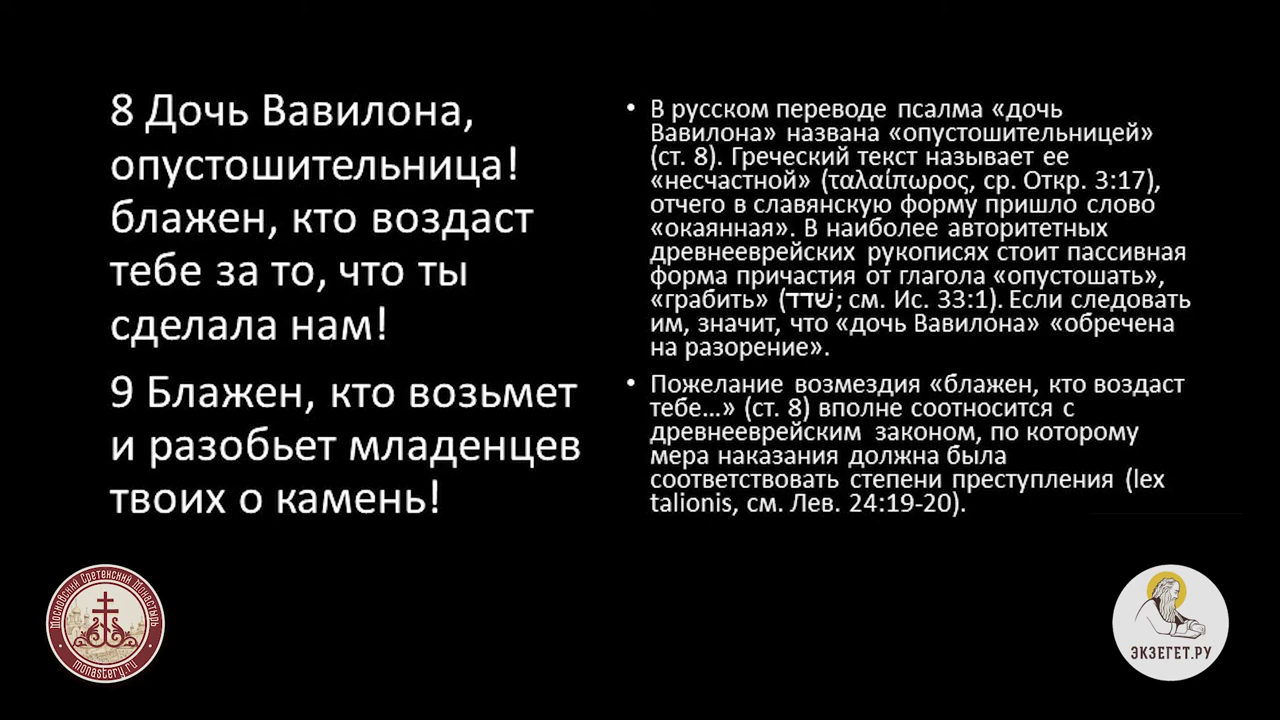 8 Дочь Вавилона,
опустошительница!
блажен, кто воздаст
тебе за то, что ты
сделала нам!
9 Блажен, кто возьмет
и разобьет младенцев
твоих о камень!
• В русском переводе псалма «дочь
Вавилона» названа «опустошительницей»
(ст. 8). Греческий текст называет ее
«несчастной» (ταλαίπωρος, ср. Откр. 3:17),
отчего в славянскую форму пришло слово
«окаянная». В наиболее авторитетных
древнееврейских рукописях стоит пассивная
форма причастия от глагола «опустошать»,
«грабить» (שׁדד; см. Ис. 33:1). Если следовать
им, значит, что «дочь Вавилона» «обречена
на разорение».
• Пожелание возмездия «блажен, кто воздаст
тебе…» (ст. 8) вполне соотносится с
древнееврейским законом, по которому
мера наказания должна была
соответствовать степени преступления (lex
talionis, см. Лев. 24:19-20).
Московский Сретенский Монастырь
monastery.ru
ЭКЗЕГЕТ.РУ